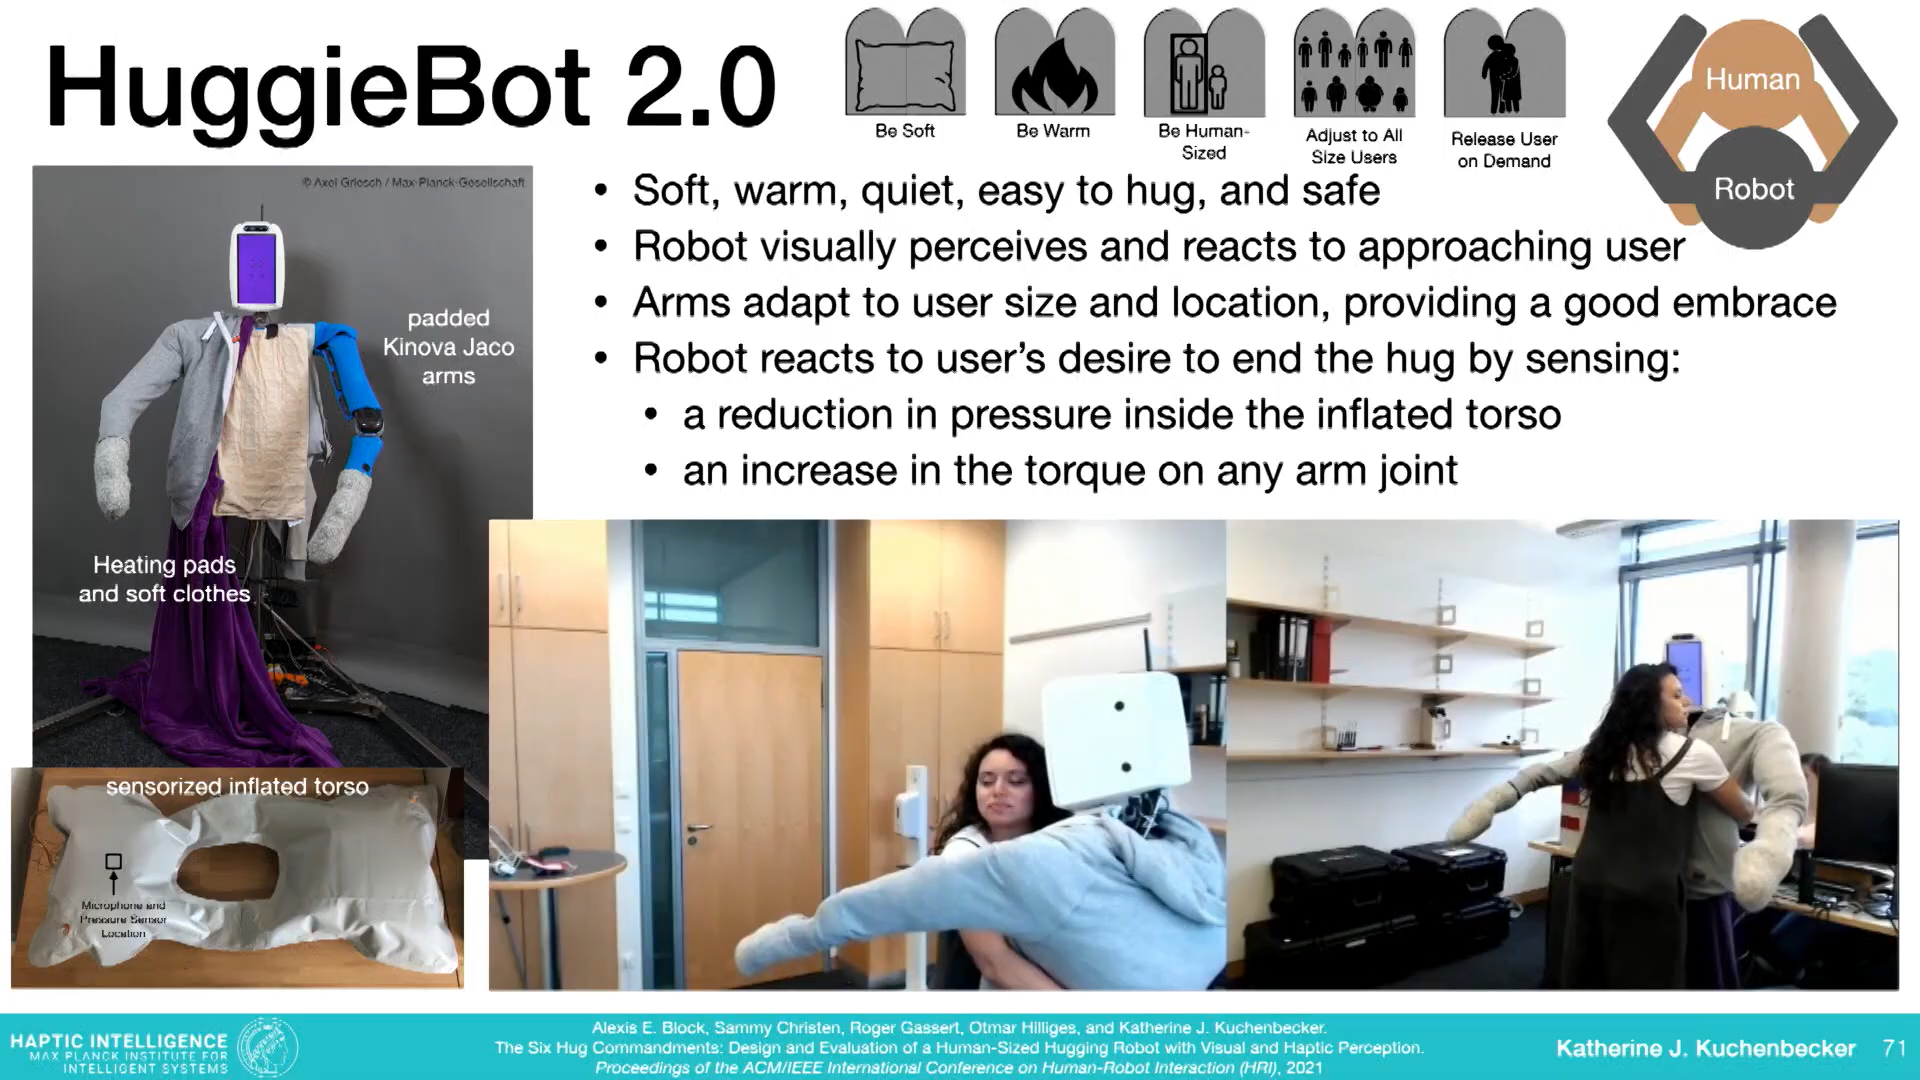 HuggieBot 2.0
Be Soft
Be Warm
Be Human-
Sized
Adjust to All
Size Users
Release User
on Demand
Human
Robot
© Axel Griesch / Max-Planck-Gesellschaft
padded
Kinova Jaco
arms
Heating pads
and soft clothes
sensorized inflated torso
Microphone and
Pressure Sensor
Location
• Soft, warm, quiet, easy to hug, and safe
• Robot visually perceives and reacts to approaching user
• Arms adapt to user size and location, providing a good embrace
• Robot reacts to user’s desire to end the hug by sensing:
• a reduction in pressure inside the inflated torso
• an increase in the torque on any arm joint
HAPTIC INTELLIGENCE
MAX PLANCK INSTITUTE FOR
INTELLIGENT SYSTEMS
Alexis E. Block, Sammy Christen, Roger Gassert, Otmar Hilliges, and Katherine J. Kuchenbecker.
The Six Hug Commandments: Design and Evaluation of a Human-Sized Hugging Robot with Visual and Haptic Perception.
Proceedings of the ACM/IEEE International Conference on Human-Robot Interaction (HRI), 2021
Katherine J. Kuchenbecker 71